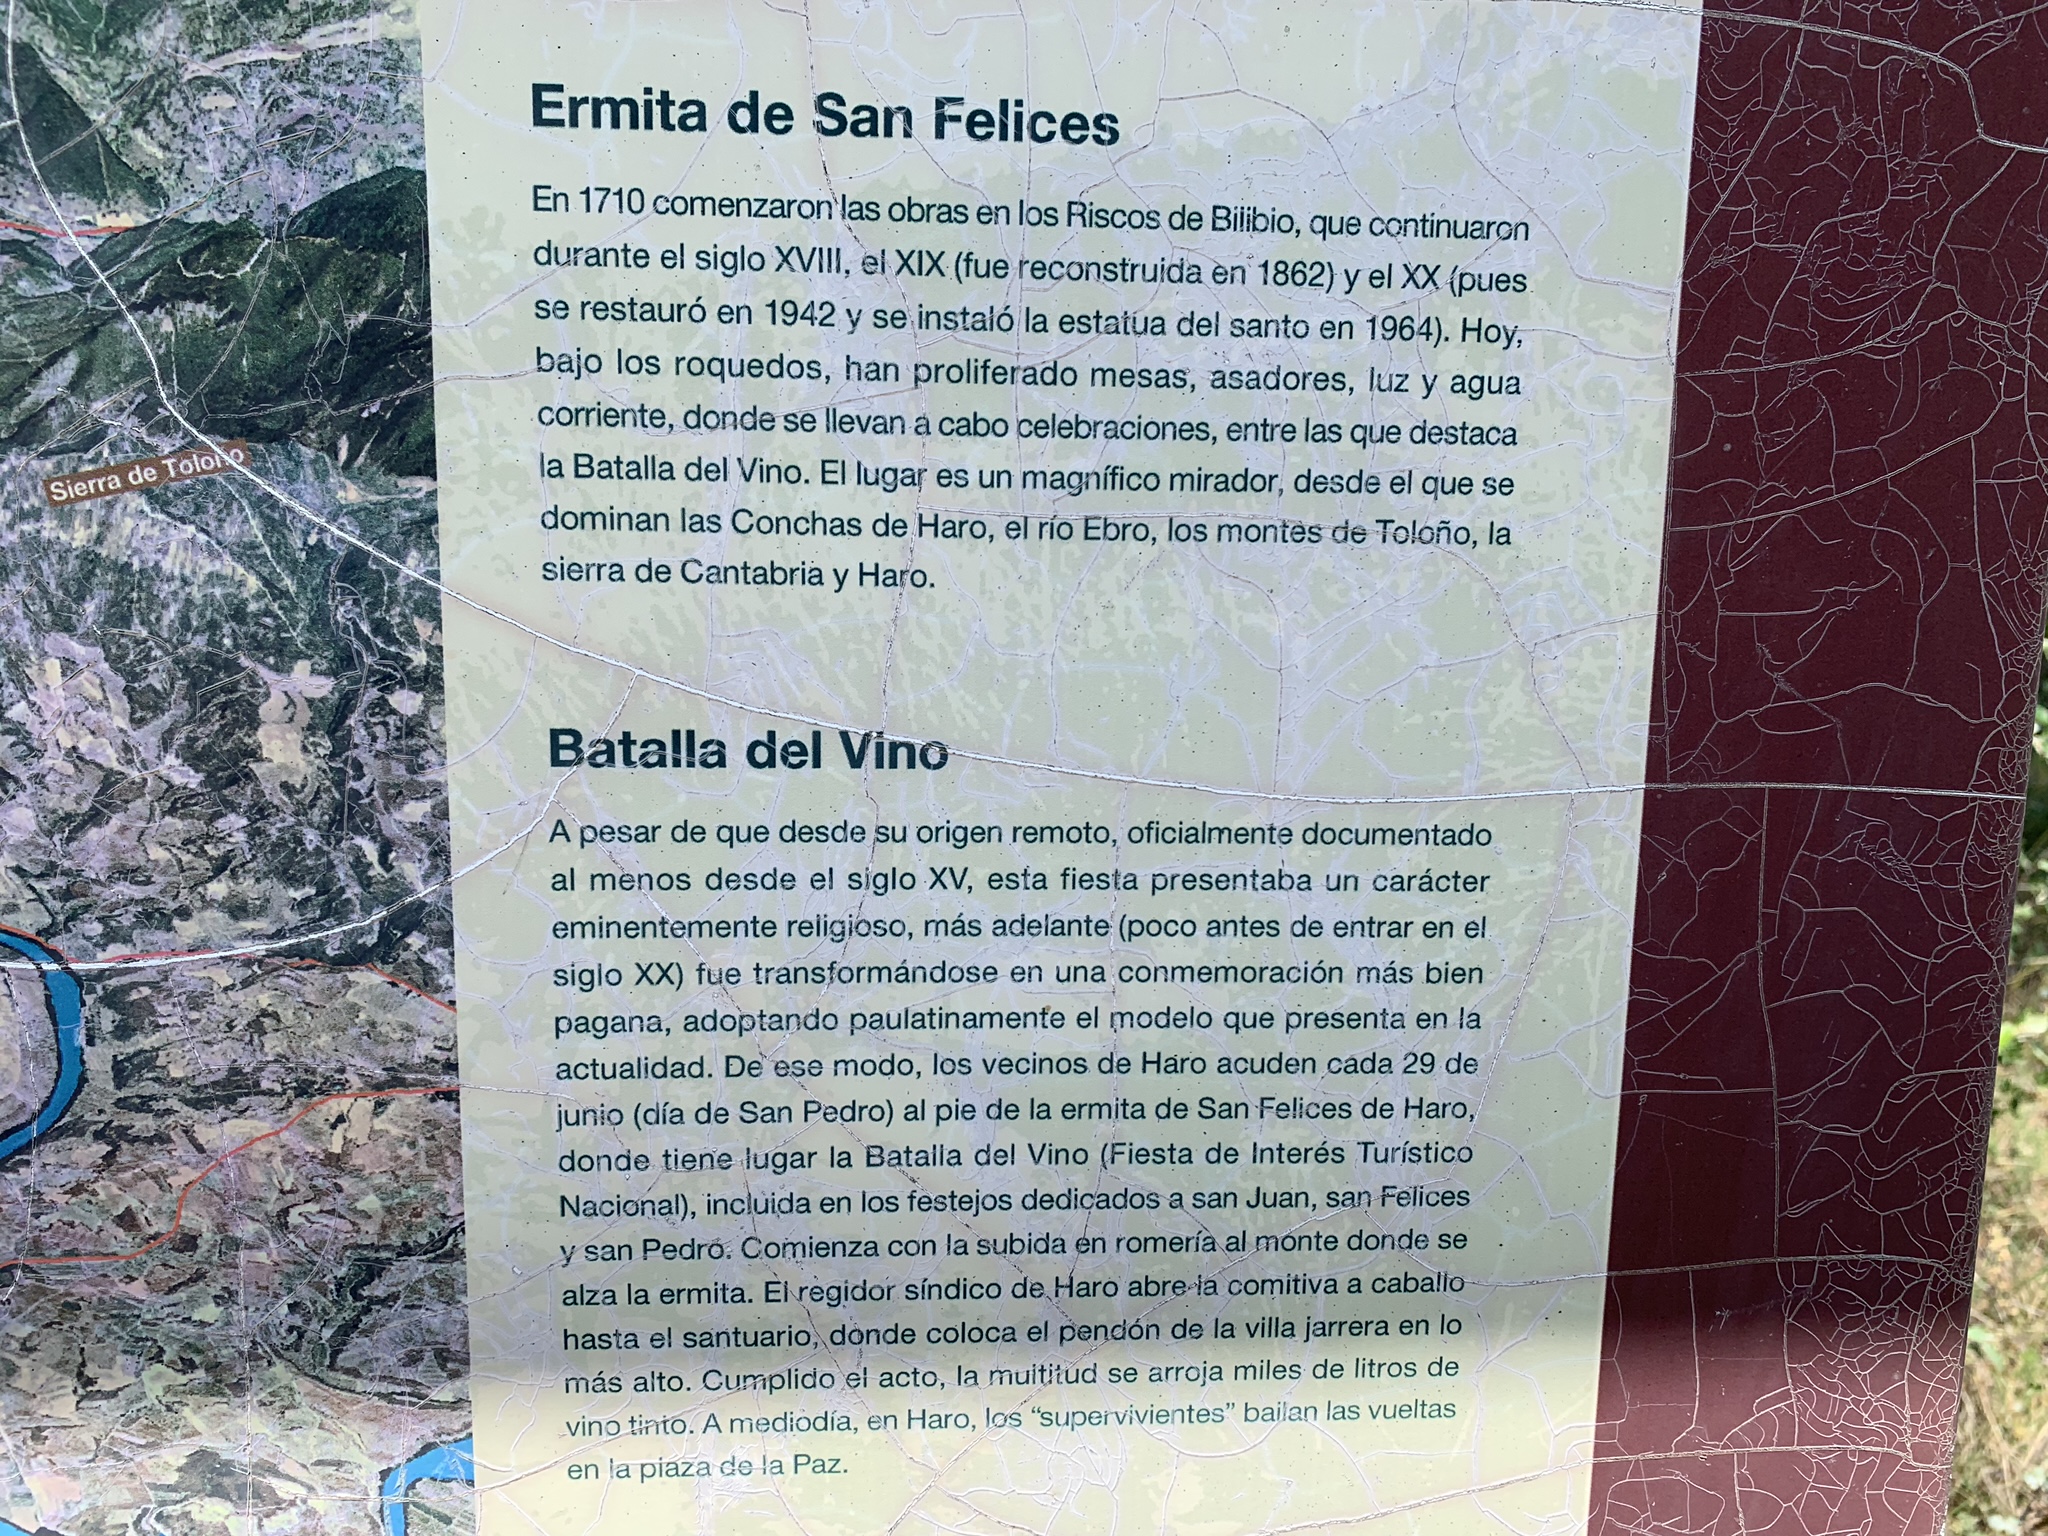 Ermita de San Felices
En 1710 comenzaron las obras en los Riscos de Bilibio, que continuaron
durante el siglo XVIII, el XIX (fue reconstruida en 1862) y el XX (pues
se restauró en 1942 y se instaló la estatua del santo en 1964). Hoy,
bajo los roquedos, han proliferado mesas, asadores, luz y agua
corriente, donde se llevan a cabo celebraciones, entre las que destaca
la Batalla del Vino. El lugar es un magnífico mirador, desde el que se
dominan las Conchas de Haro, el río Ebro, los montes de Toloño, la
sierra de Cantabria y Haro.
Sierra de Toloño
Batalla del Vino
A pesar de que desde su origen remoto, oficialmente documentado
al menos desde el siglo XV, esta fiesta presentaba un carácter
eminentemente religioso, más adelante (poco antes de entrar en el
siglo XX) fue transformándose en una conmemoración más bien
pagana, adoptando paulatinamente el modelo que presenta en la
actualidad. De ese modo, los vecinos de Haro acuden cada 29 de
junio (día de San Pedro) al pie de la ermita de San Felices de Haro,
donde tiene lugar la Batalla del Vino (Fiesta de Interés Turístico
Nacional), incluida en los festejos dedicados a san Juan, san Felices
y san Pedro. Comienza con la subida en romería al monte donde se
alza la ermita. El regidor síndico de Haro abre la comitiva a caballo
hasta el santuario, donde coloca el pendón de la villa jarrera en lo
más alto. Cumplido el acto, la multitud se arroja miles de litros de
vino tinto. A mediodía, en Haro, los “supervivientes” bailan las vueltas
en la plaza de la Paz.